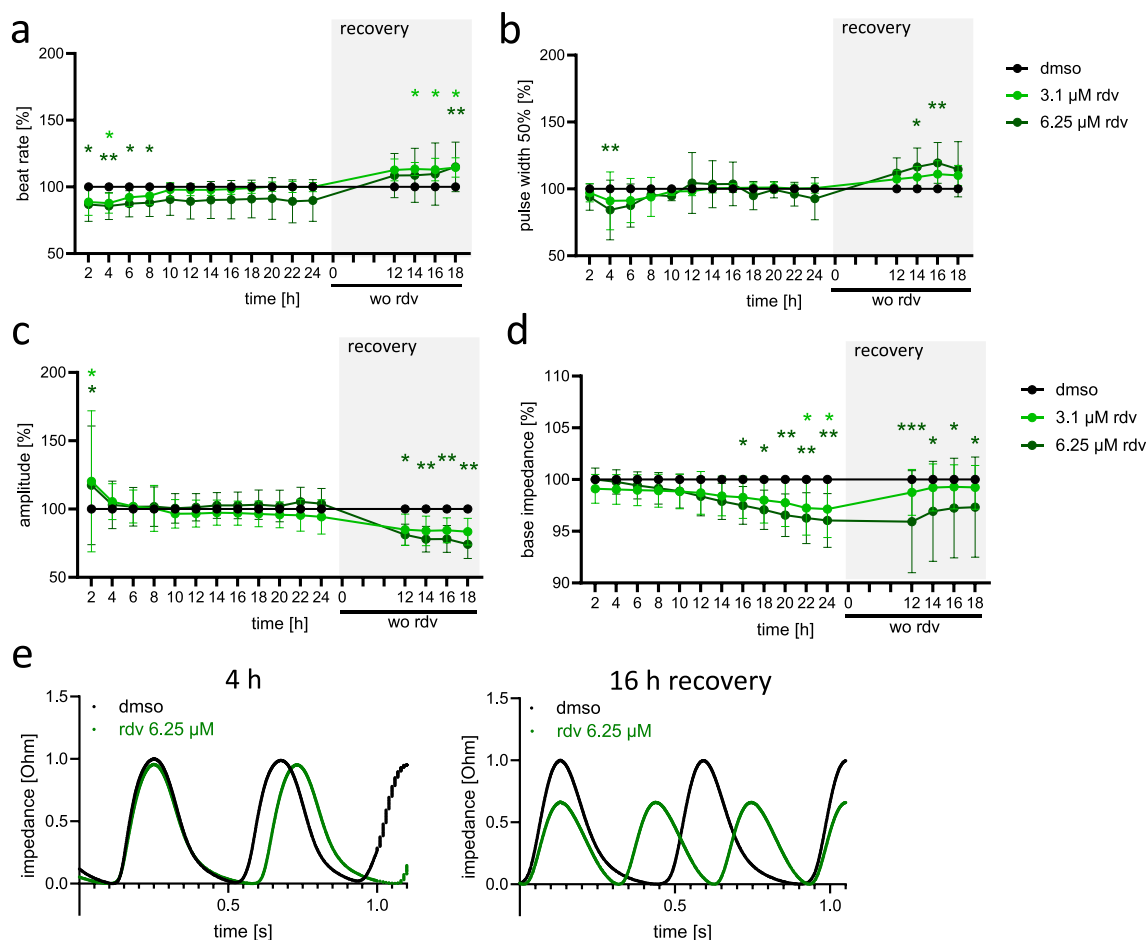 a
recovery
200
150
100
50
beat rate [%]
* * * *
* ** * *
**
2 4 6 8 10 12 14 16 18 20 22 24 0 12 14 16 18
time [h]
wo rdv
b
recovery
200
150
100
50
pulse width 50% [%]
** * **
2 4 6 8 10 12 14 16 18 20 22 24 0 12 14 16 18
time [h]
wo rdv
dmso
3.1 µM rdv
6.25 µM rdv
c
recovery
200
150
100
50
amplitude [%]
*
* * ** ** **
2 4 6 8 10 12 14 16 18 20 22 24 0 12 14 16 18
time [h]
wo rdv
d
recovery
110
105
100
95
90
base impedance [%]
* *
* * ** ** ** *** * * *
2 4 6 8 10 12 14 16 18 20 22 24 0 12 14 16 18
time [h]
wo rdv
dmso
3.1 µM rdv
6.25 µM rdv
e
4 h
dmso
rdv 6.25 µM
1.5
1.0
0.5
0.0
impedance [Ohm]
0.5 1.0
time [s]
16 h recovery
dmso
rdv 6.25 µM
1.5
1.0
0.5
0.0
impedance [Ohm]
0.5 1.0
time [s]